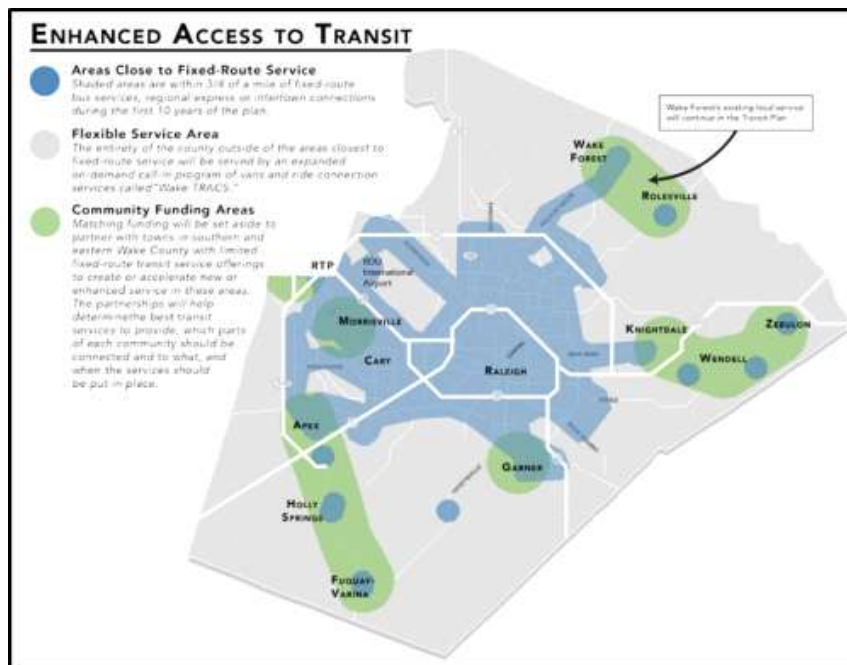 ENHANCED ACCESS TO TRANSIT
Areas Close to Fixed-Route Service
Shaded areas are within 3/4 of a mile of fixed-route
bus services, regional express or intertown connections
during the first 10 years of the plan.
Flexible Service Area
The entirety of the county outside of the areas closest to
fixed-route service will be served by an expanded
on-demand call-in program of vans and ride connection
services called "Wake TRACS."
Community Funding Areas
Matching funding will be set aside to
partner with towns in southern and
eastern Wake County with limited
fixed-route transit service offerings
to create or accelerate new or
enhanced service in these areas.
The partnerships will help
determinethe best transit
services to provide, which parts
of each community should be
connected and to what, and
when the services should
be put in place.
Wake Forest's existing local service
will continue in the Transit Plan
WAKE
FOREST
ROLESVILLE
RTP
RDU
International
Airport
MORRISVILLE
CARY
RALEIGH
KNIGHTDALE
ZEBULON
WENDELL
APEX
GARNER
HOLLY
SPRINGS
FUQUAY-
VARINA